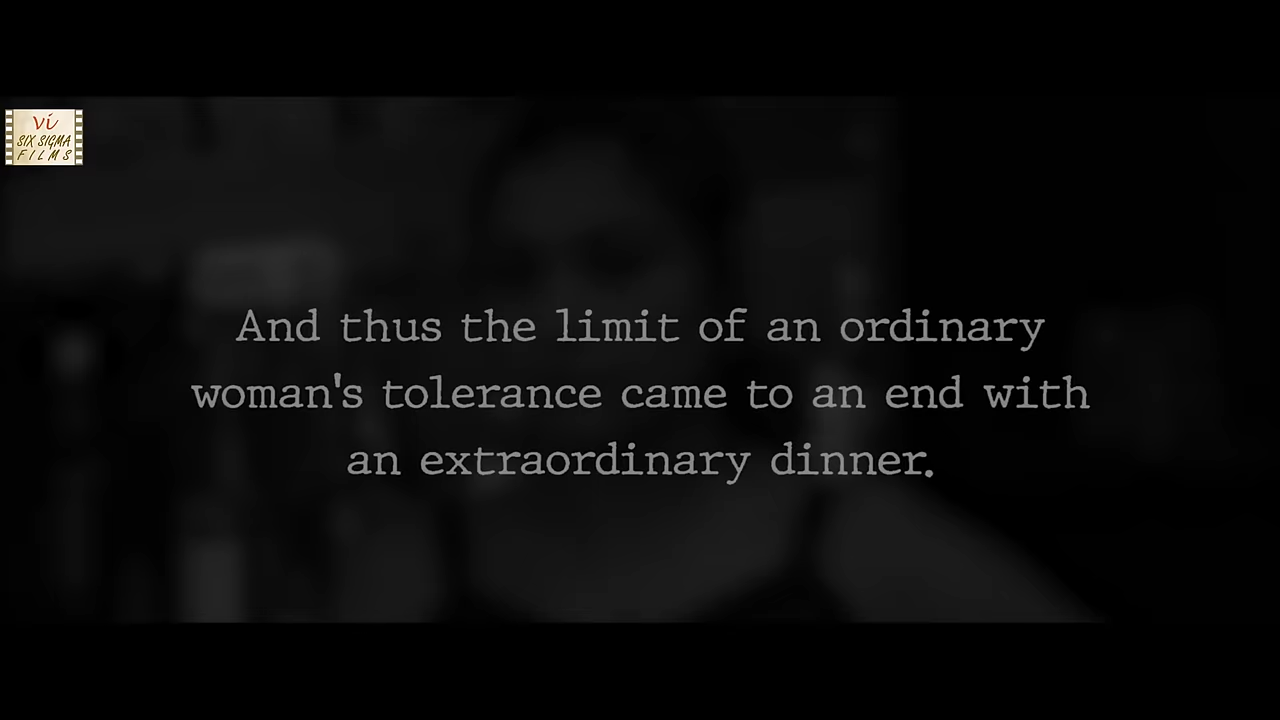 vi
SIX SIGMA
FILMS
And thus the limit of an ordinary
woman's tolerance came to an end with
an extraordinary dinner.